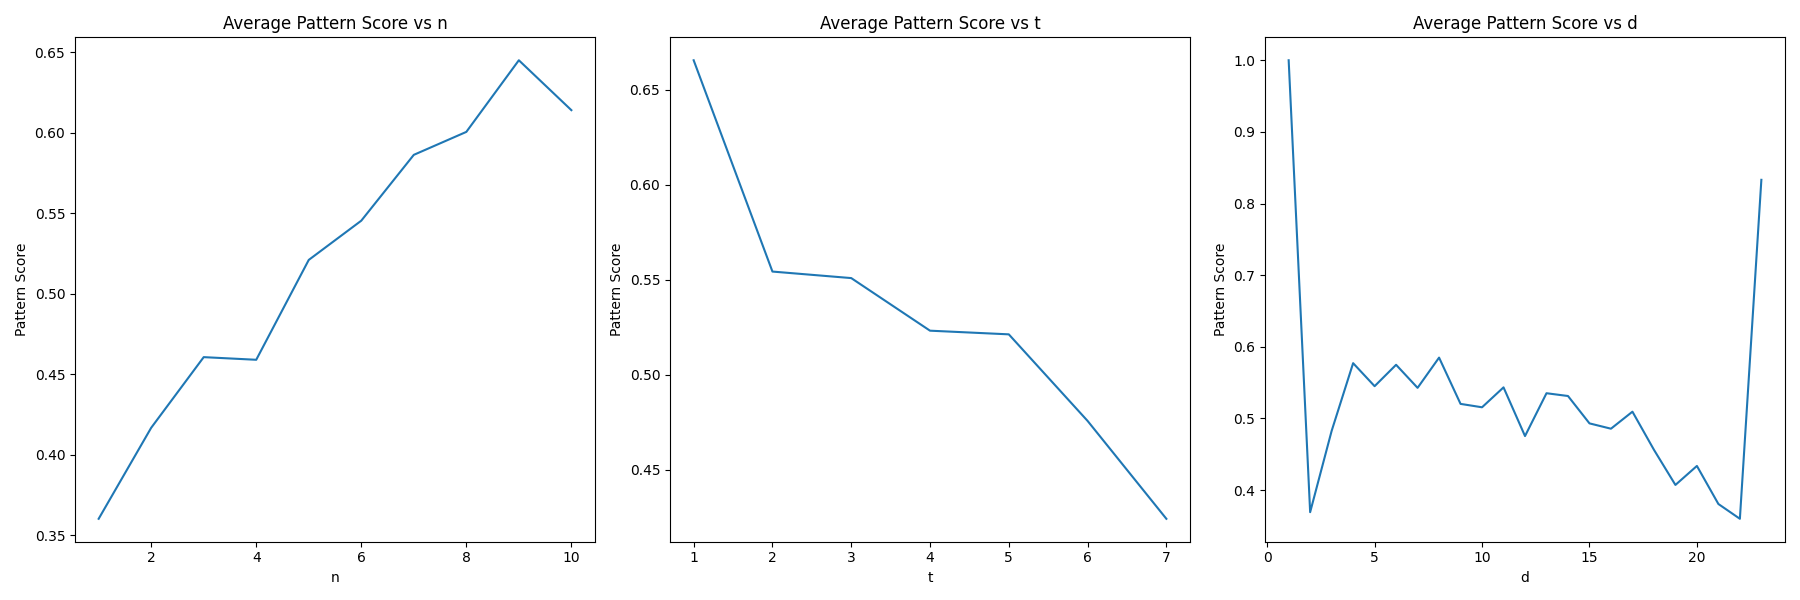 Average Pattern Score vs n
0.65
0.60
0.55
0.50
0.45
0.40
0.35
Pattern Score
2 4 6 8 10
n
Average Pattern Score vs t
0.65
0.60
0.55
0.50
0.45
Pattern Score
1 2 3 4 5 6 7
t
Average Pattern Score vs d
1.0
0.9
0.8
0.7
0.6
0.5
0.4
Pattern Score
0 5 10 15 20
d